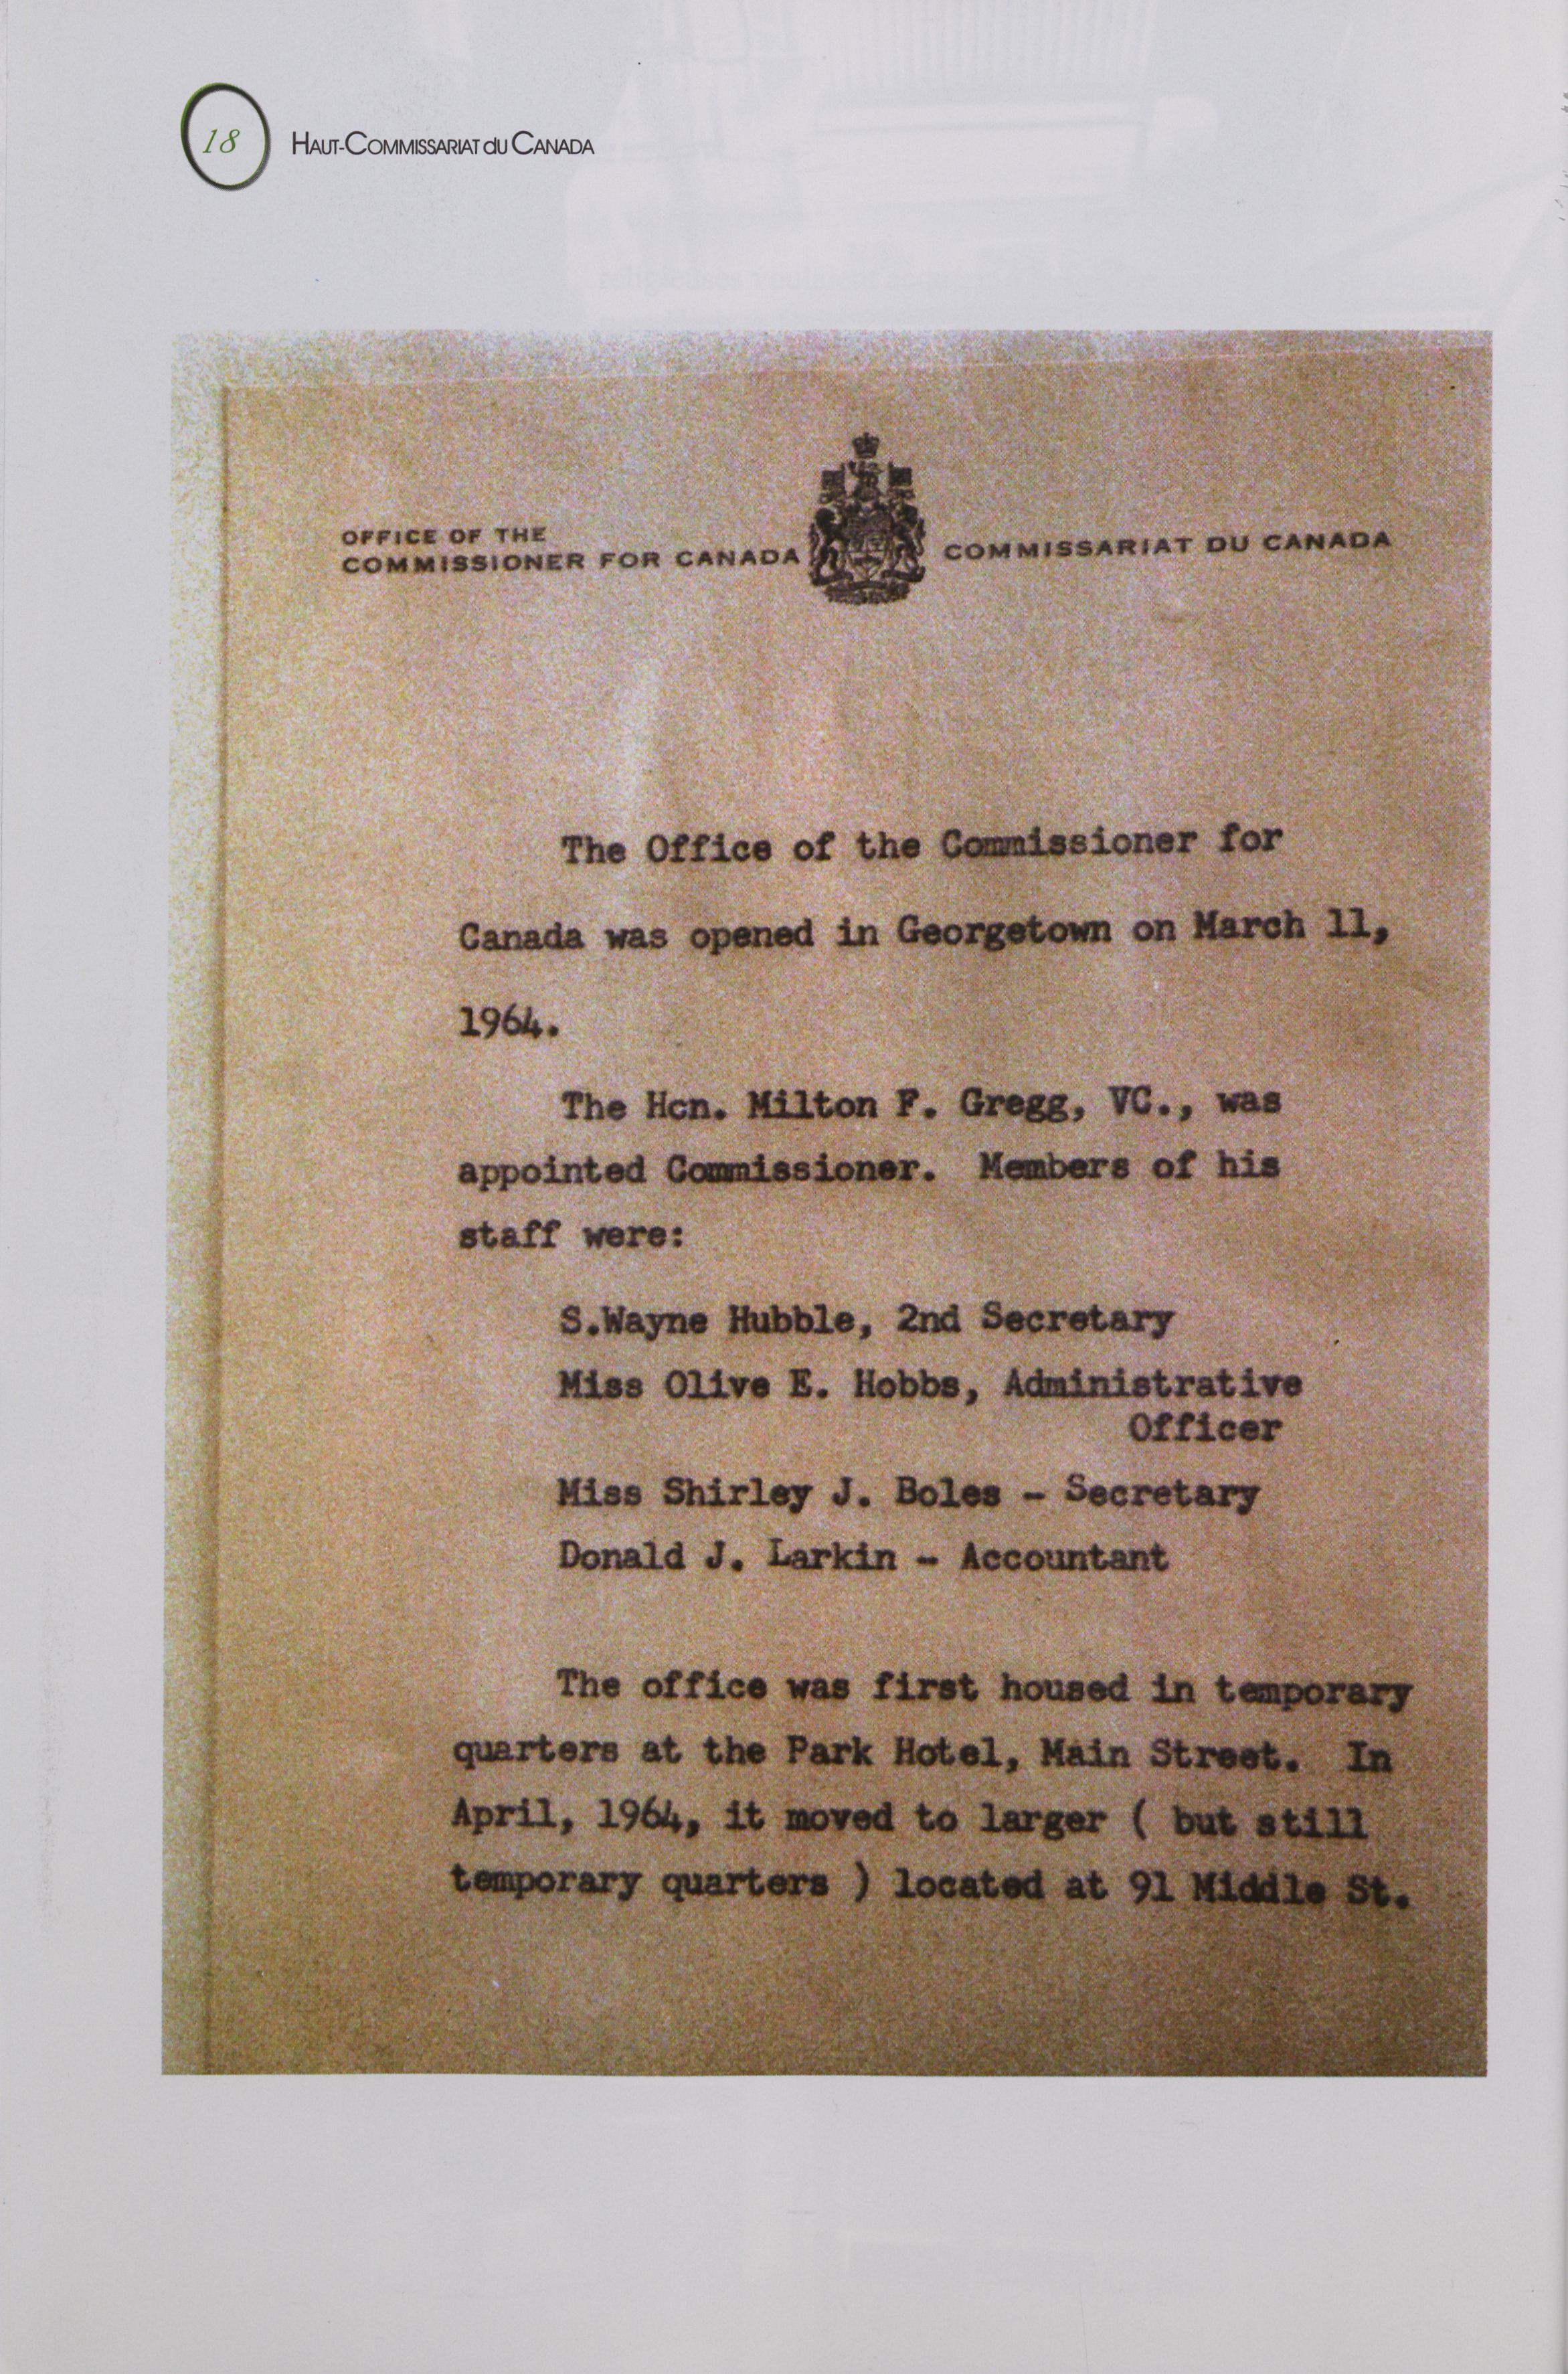 18
HAUT-COMMISSARIAT du CANADA
OFFICE OF THE
COMMISSIONER FOR CANADA
COMMISSARIAT DU CANADA
The Office of the Commissioner for
Canada was opened in Georgetown on March 11,
1964.
The Hcn. Milton F. Gregg, VC., was
appointed Commissioner. Members of his
staff were:
S.Wayne Hubble, 2nd Secretary
Miss Olive E. Hobbs, Administrative
Officer
Miss Shirley J. Boles - Secretary
Donald J. Larkin - Accountant
The office was first housed in temporary
quarters at the Park Hotel, Main Street. In
April, 1964, it moved to larger ( but still
temporary quarters ) located at 91 Middle St.